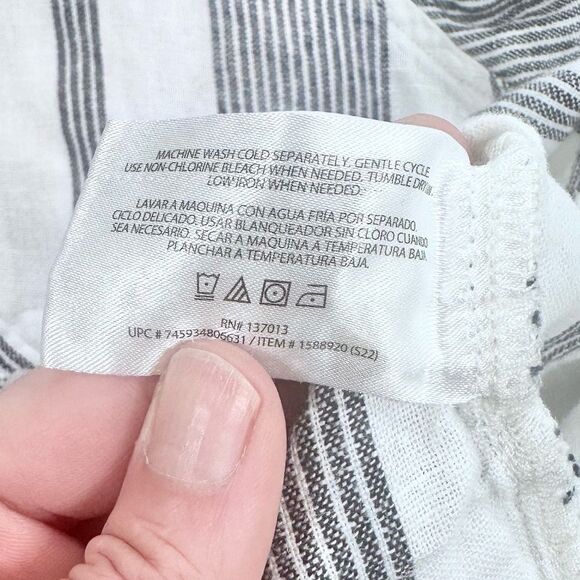 MACHINE WASH COLD SEPARATELY. GENTLE CYCLE
USE NON-CHLORINE BLEACH WHEN NEEDED. TUMBLE DRY
LOW IRON WHEN NEEDED.
LAVAR A MAQUINA CON AGUA FRÍA POR SEPARADO.
CICLO DELICADO. USAR BLANQUEADOR SIN CLORO CUANDO
SEA NECESARIO. SECAR A MAQUINA A TEMPERATURA BAJA.
PLANCHAR A TEMPERATURA BAJA.
RN# 137013
UPC # 745934806631 / ITEM # 1588920 (S22)